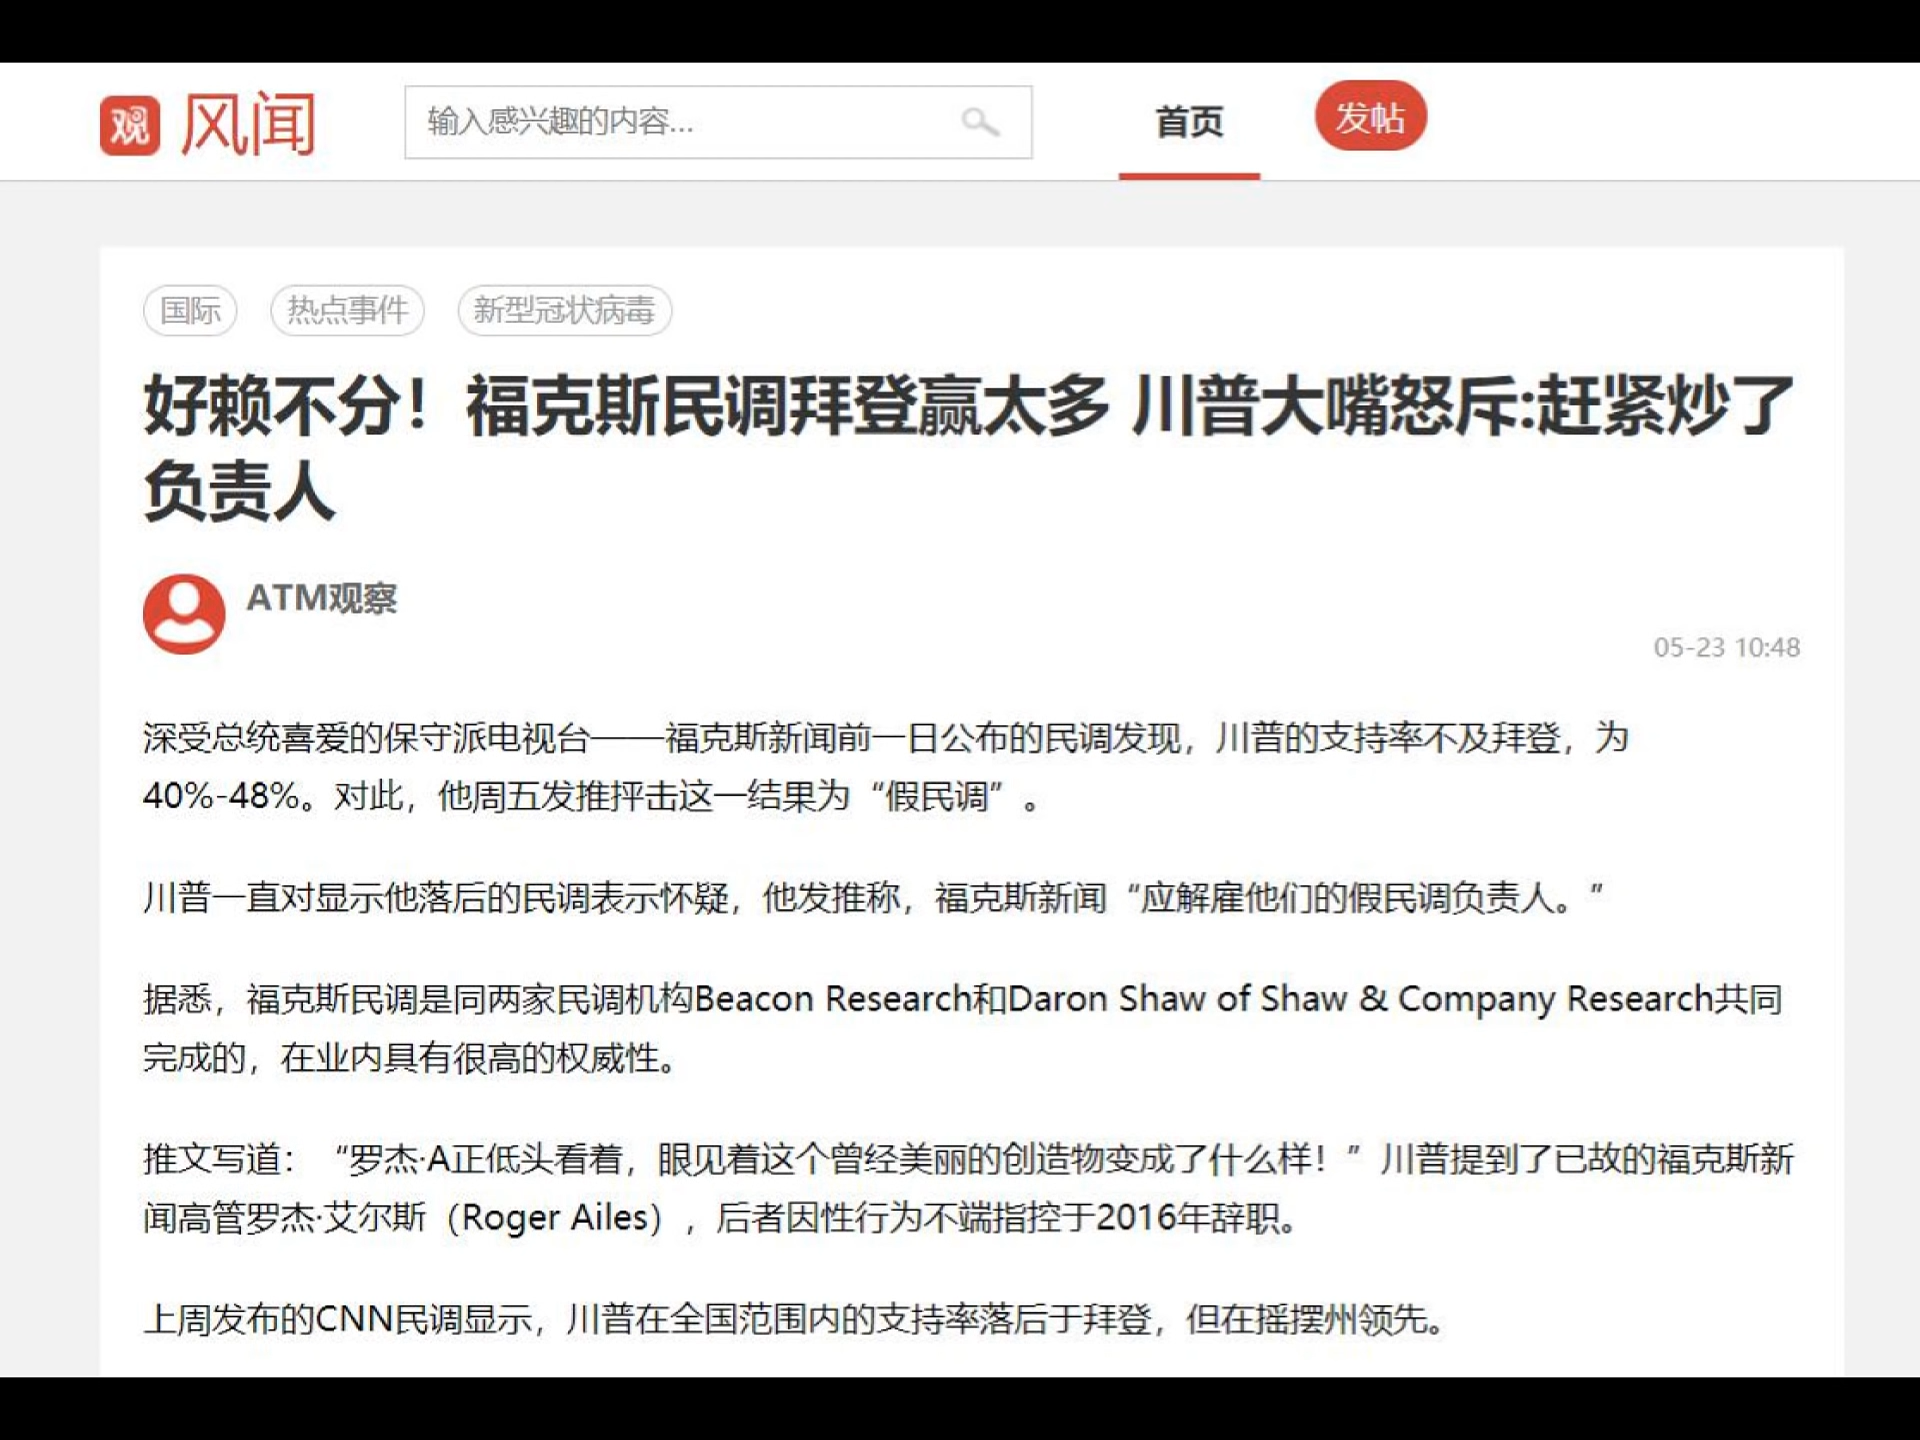 观 风闻
输入感兴趣的内容...
首页
发帖
国际 热点事件 新型冠状病毒
好赖不分！福克斯民调拜登赢太多 川普大嘴怒斥:赶紧炒了
负责人
ATM观察
05-23 10:48
深受总统喜爱的保守派电视台——福克斯新闻前一日公布的民调发现，川普的支持率不及拜登，为
40%-48%。对此，他周五发推抨击这一结果为“假民调”。
川普一直对显示他落后的民调表示怀疑，他发推称，福克斯新闻“应解雇他们的假民调负责人。”
据悉，福克斯民调是同两家民调机构Beacon Research和Daron Shaw of Shaw & Company Research共同
完成的，在业内具有很高的权威性。
推文写道：“罗杰·A正低头看着，眼见着这个曾经美丽的创造物变成了什么样！”川普提到了已故的福克斯新
闻高管罗杰·艾尔斯（Roger Ailes），后者因性行为不端指控于2016年辞职。
上周发布的CNN民调显示，川普在全国范围内的支持率落后于拜登，但在摇摆州领先。